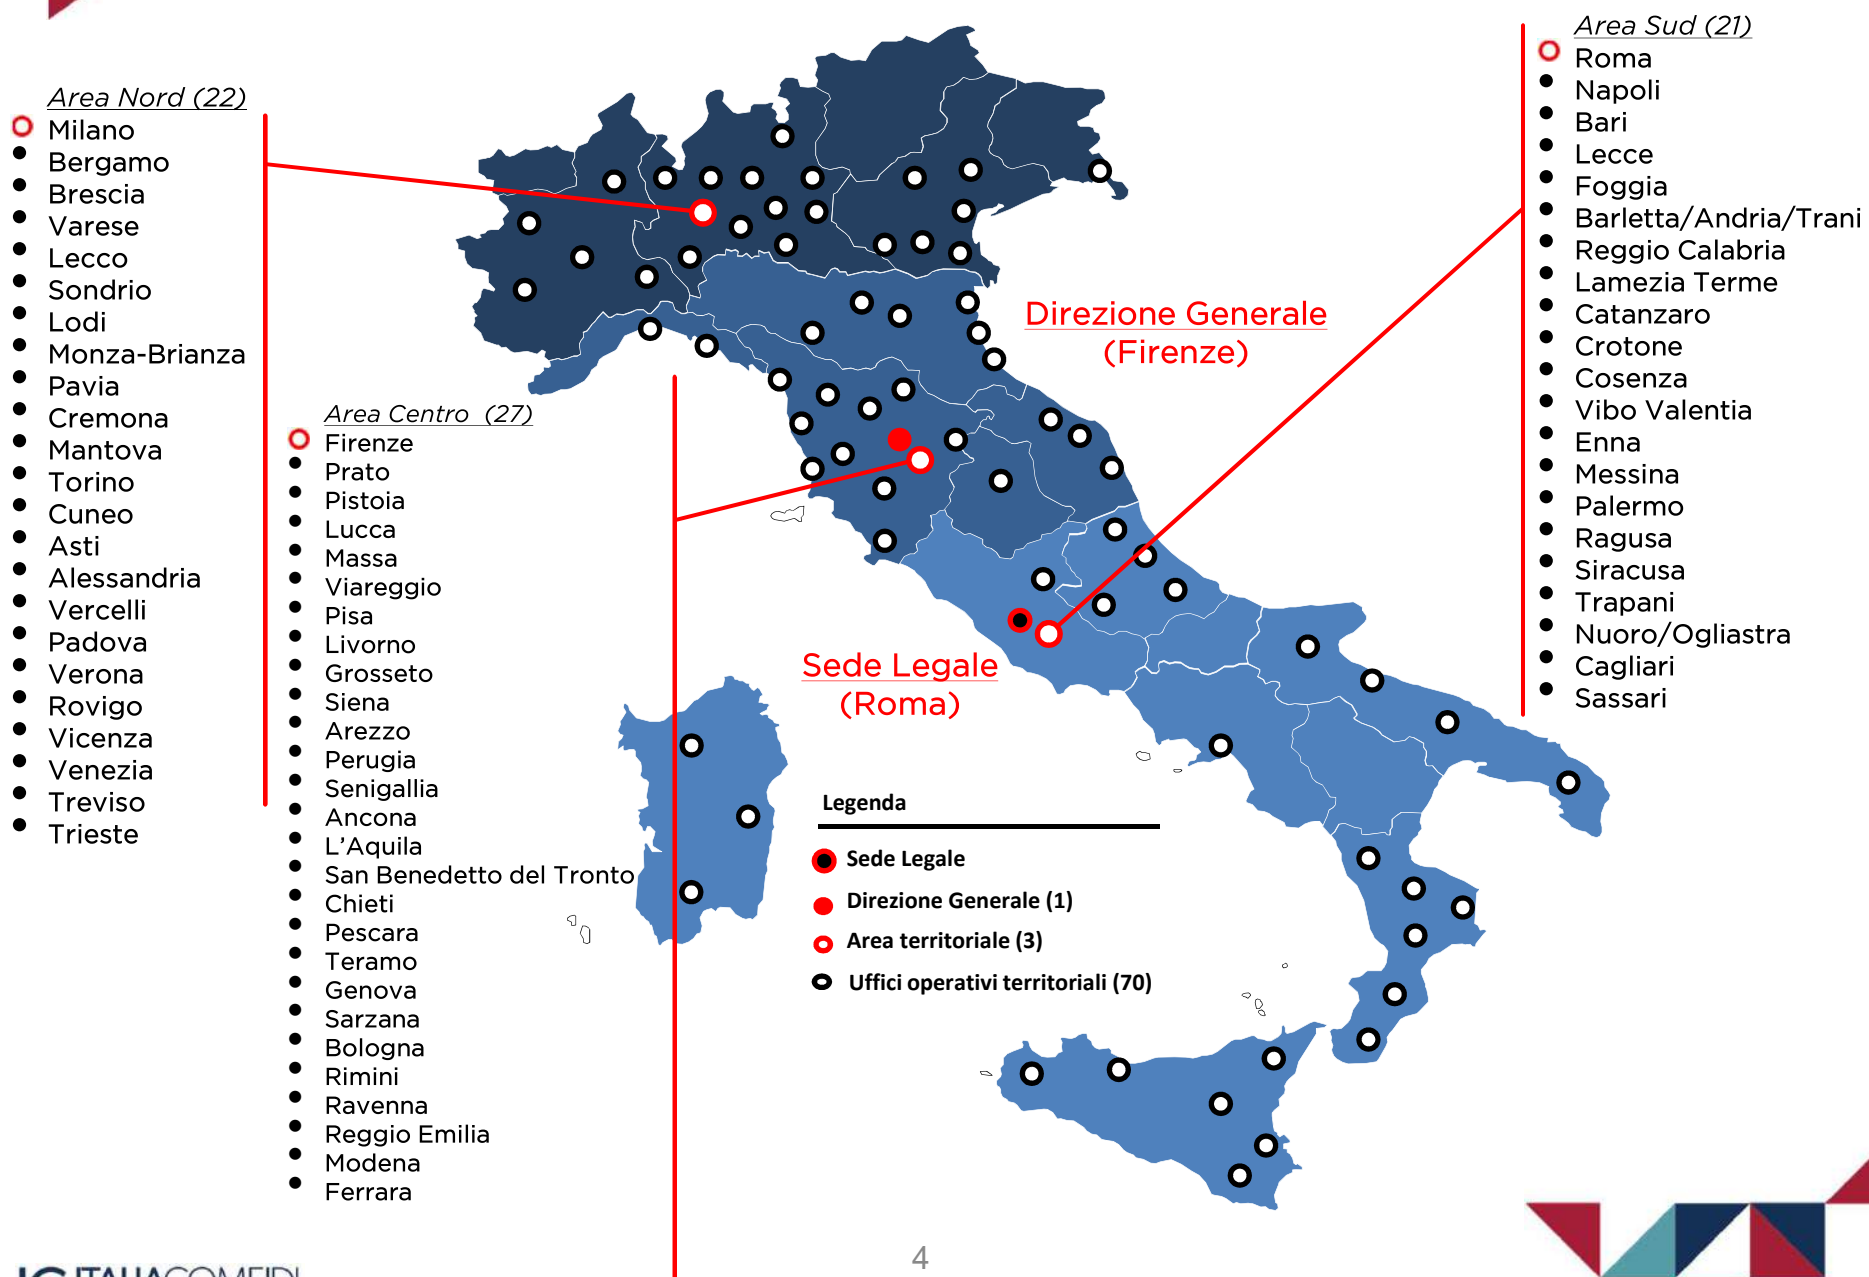 Area Nord (22)
Milano
Bergamo
Brescia
Varese
Lecco
Sondrio
Lodi
Monza-Brianza
Pavia
Cremona
Mantova
Torino
Cuneo
Asti
Alessandria
Vercelli
Padova
Verona
Rovigo
Vicenza
Venezia
Treviso
Trieste
Area Centro (27)
Firenze
Prato
Pistoia
Lucca
Massa
Viareggio
Pisa
Livorno
Grosseto
Siena
Arezzo
Perugia
Senigallia
Ancona
L'Aquila
San Benedetto del Tronto
Chieti
Pescara
Teramo
Genova
Sarzana
Bologna
Rimini
Ravenna
Reggio Emilia
Modena
Ferrara
Direzione Generale
(Firenze)
Sede Legale
(Roma)
Legenda
Sede Legale
Direzione Generale (1)
Area territoriale (3)
Uffici operativi territoriali (70)
Area Sud (21)
Roma
Napoli
Bari
Lecce
Foggia
Barletta/Andria/Trani
Reggio Calabria
Lamezia Terme
Catanzaro
Crotone
Cosenza
Vibo Valentia
Enna
Messina
Palermo
Ragusa
Siracusa
Trapani
Nuoro/Ogliastra
Cagliari
Sassari
4
IC ITALIACOMFIDI